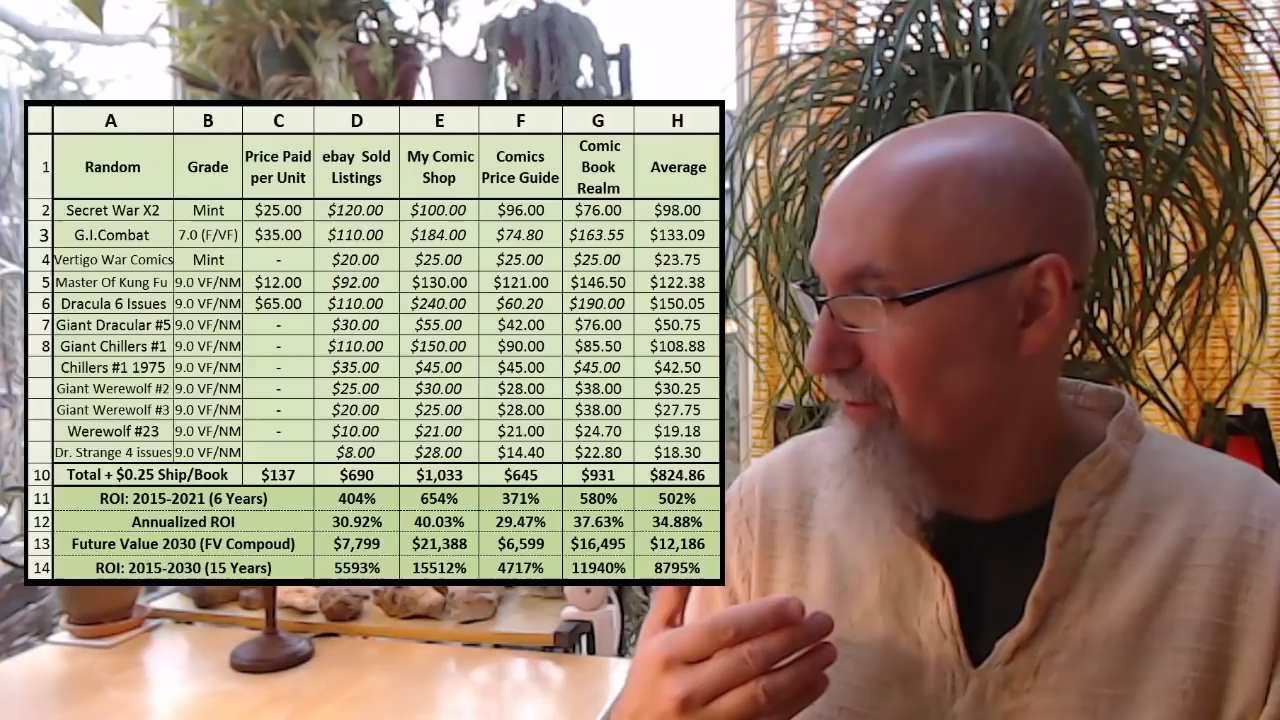 A B C D E F G H
1 Random Grade Price Paid per Unit ebay Sold Listings My Comic Shop Comics Price Guide Comic Book Realm Average
2 Secret War X2 Mint $25.00 $120.00 $100.00 $96.00 $76.00 $98.00
3 G.I.Combat 7.0 (F/VF) $35.00 $110.00 $184.00 $74.80 $163.55 $133.09
4 Vertigo War Comics Mint - $20.00 $25.00 $25.00 $25.00 $23.75
5 Master Of Kung Fu 9.0 VF/NM $12.00 $92.00 $130.00 $121.00 $146.50 $122.38
6 Dracula 6 Issues 9.0 VF/NM $65.00 $110.00 $240.00 $60.20 $190.00 $150.05
7 Giant Dracular #5 9.0 VF/NM - $30.00 $55.00 $42.00 $76.00 $50.75
8 Giant Chillers #1 9.0 VF/NM - $110.00 $150.00 $90.00 $85.50 $108.88
Chillers #1 1975 9.0 VF/NM - $35.00 $45.00 $45.00 $45.00 $42.50
Giant Werewolf #2 9.0 VF/NM - $25.00 $30.00 $28.00 $38.00 $30.25
Giant Werewolf #3 9.0 VF/NM - $20.00 $25.00 $28.00 $38.00 $27.75
Werewolf #23 9.0 VF/NM - $10.00 $21.00 $21.00 $24.70 $19.18
Dr. Strange 4 issues 9.0 VF/NM $8.00 $28.00 $14.40 $22.80 $18.30
10 Total + $0.25 Ship/Book $137 $690 $1,033 $645 $931 $824.86
11 ROI: 2015-2021 (6 Years) 404% 654% 371% 580% 502%
12 Annualized ROI 30.92% 40.03% 29.47% 37.63% 34.88%
13 Future Value 2030 (FV Compoud) $7,799 $21,388 $6,599 $16,495 $12,186
14 ROI: 2015-2030 (15 Years) 5593% 15512% 4717% 11940% 8795%